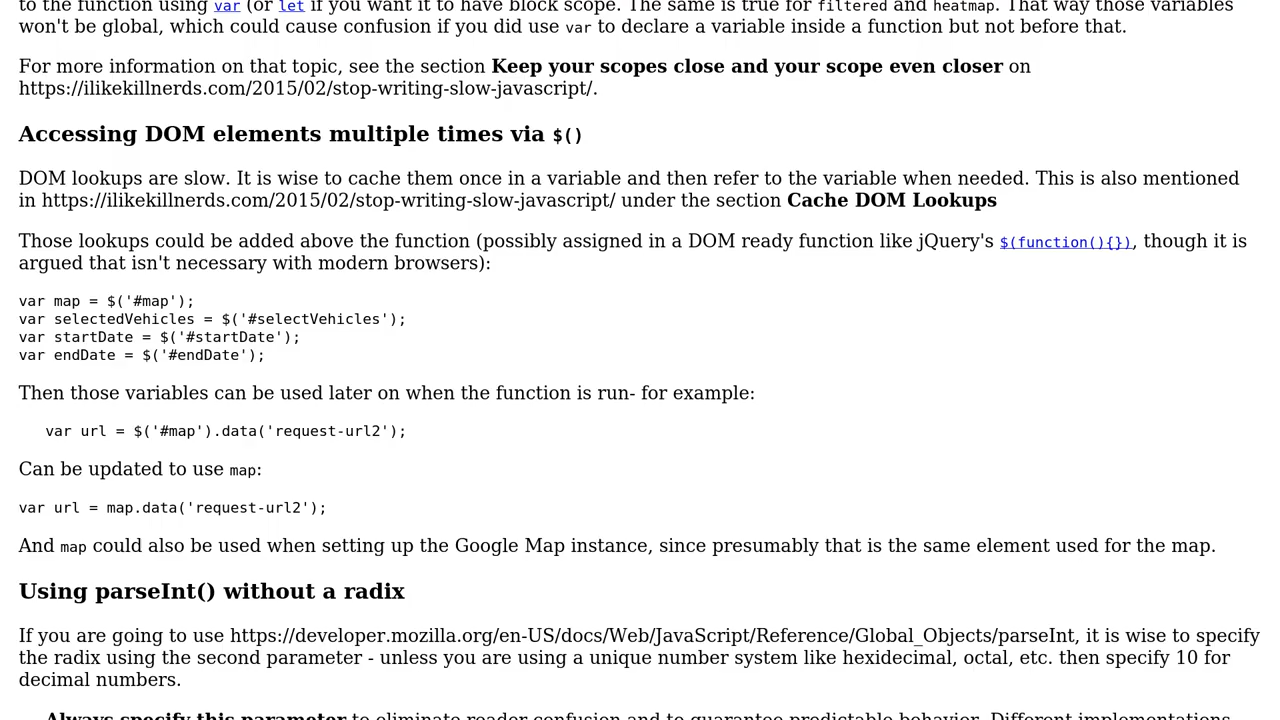 to the function using var (or let if you want it to have block scope. The same is true for filtered and heatmap. That way those variables
won't be global, which could cause confusion if you did use var to declare a variable inside a function but not before that.
For more information on that topic, see the section Keep your scopes close and your scope even closer on
https://ilikekillnerds.com/2015/02/stop-writing-slow-javascript/.
Accessing DOM elements multiple times via $()
DOM lookups are slow. It is wise to cache them once in a variable and then refer to the variable when needed. This is also mentioned
in https://ilikekillnerds.com/2015/02/stop-writing-slow-javascript/ under the section Cache DOM Lookups
Those lookups could be added above the function (possibly assigned in a DOM ready function like jQuery's $(function(){}), though it is
argued that isn't necessary with modern browsers):
var map = $('#map');
var selectedVehicles = $('#selectVehicles');
var startDate = $('#startDate');
var endDate = $('#endDate');
Then those variables can be used later on when the function is run- for example:
var url = $('#map').data('request-url2');
Can be updated to use map:
var url = map.data('request-url2');
And map could also be used when setting up the Google Map instance, since presumably that is the same element used for the map.
Using parseInt() without a radix
If you are going to use https://developer.mozilla.org/en-US/docs/Web/JavaScript/Reference/Global_Objects/parseInt, it is wise to specify
the radix using the second parameter - unless you are using a unique number system like hexidecimal, octal, etc. then specify 10 for
decimal numbers.
Always specify this parameter to eliminate reader confusion and to guarantee predictable behavior. Different implementations